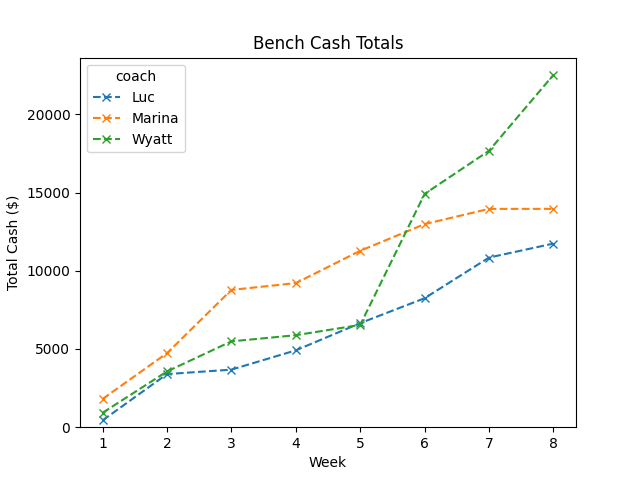 Bench Cash Totals
coach
Luc
Marina
Wyatt
Total Cash ($)
20000
15000
10000
5000
0
1 2 3 4 5 6 7 8
Week